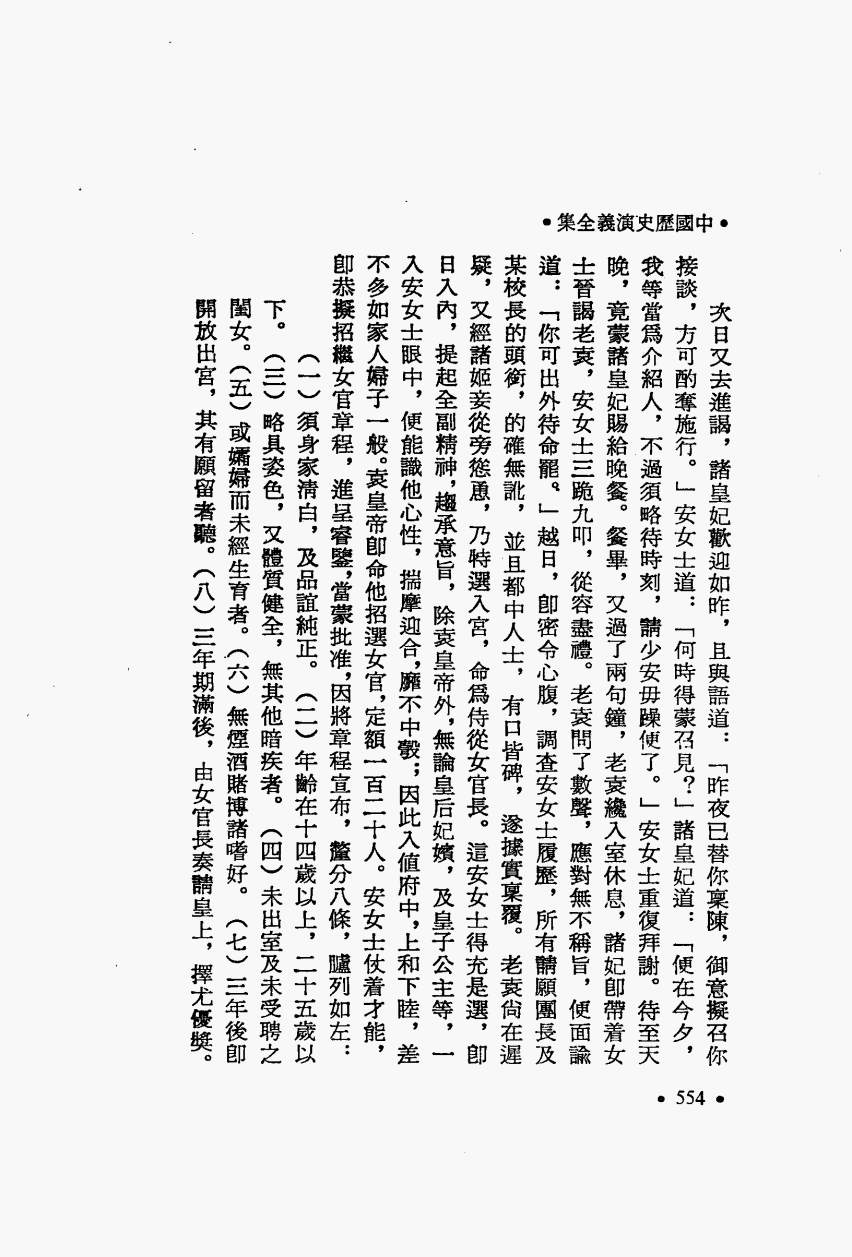 •中國歷史演義全集•
次日又去進謁，諸皇妃歡迎如昨，且與語道：「昨夜已替你稟陳，御意擬召你
接談，方可酌奪施行。」安女士道：「何時得蒙召見？」諸皇妃道：「便在今夕，
我等當爲介紹人，不過須略待時刻，請少安毋躁便了。」安女士重復拜謝。待至天
晚，竟蒙諸皇妃賜給晚餐。餐畢，又過了兩句鐘，老袁纔入室休息，諸妃卽帶着女
士晉謁老袁，安女士三跪九叩，從容盡禮。老袁問了數聲，應對無不稱旨，便面諭
道：「你可出外待命罷。」越日，卽密令心腹，調查安女士履歷，所有請願團長及
某校長的頭銜，的確無訛，並且都中人士，有口皆碑，遂據實稟覆。老袁尙在遲
疑，又經諸姬妾從旁慫恿，乃特選入宮，命爲侍從女官長。這安女士得充是選，卽
日入內，提起全副精神，趨承意旨，除袁皇帝外，無論皇后妃嬪，及皇子公主等，一
入安女士眼中，便能識他心性，揣摩迎合，靡不中彀；因此入値府中，上和下睦，差
不多如家人婦子一般。袁皇帝卽命他招選女官，定額一百二十人。安女士仗着才能，
卽恭擬招繼女官章程，進呈睿鑒，當蒙批准，因將章程宣布，釐分八條，臚列如左：
（一）須身家淸白，及品誼純正。（二）年齡在十四歲以上，二十五歲以
下。（三）略具姿色，又體質健全，無其他暗疾者。（四）未出室及未受聘之
閨女。（五）或孀婦而未經生育者。（六）無煙酒賭博諸嗜好。（七）三年後卽
開放出宮，其有願留者聽。（八）三年期滿後，由女官長奏請皇上，擇尤優獎。
•554•